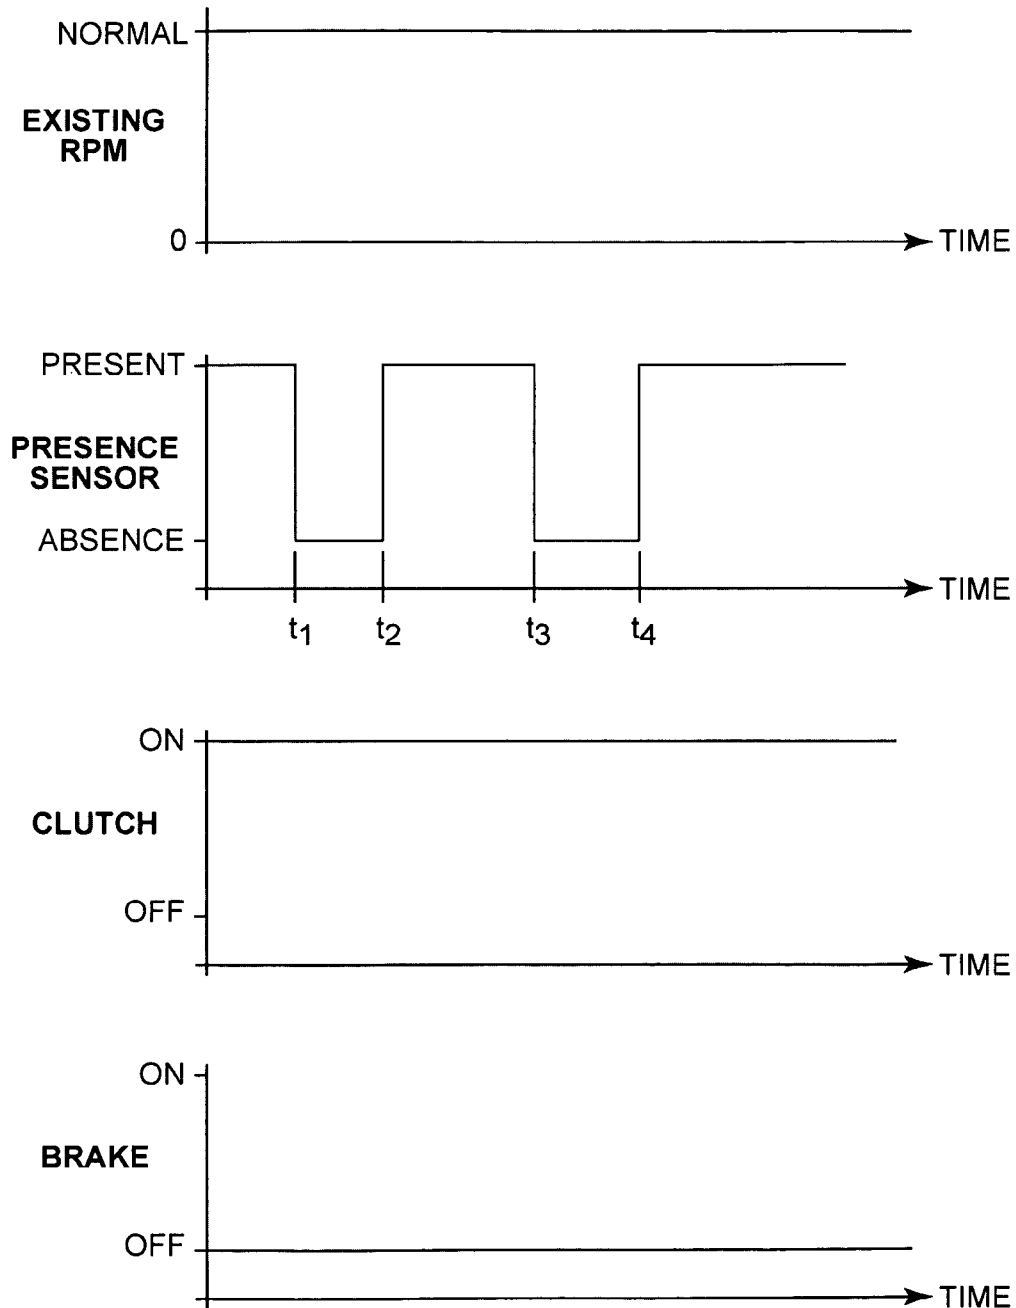 NORMAL
EXISTING
RPM
0
TIME
PRESENT
PRESENCE
SENSOR
ABSENCE
TIME
t1 t2 t3 t4
ON
CLUTCH
OFF
TIME
ON
BRAKE
OFF
TIME